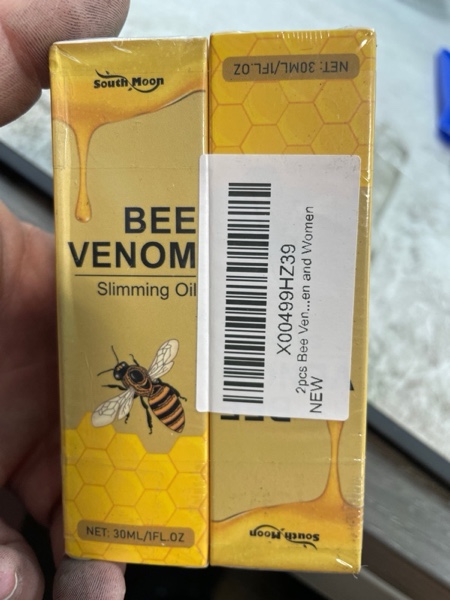 South Moon
BEE
VENOM
Slimming Oil
NET: 30ML/1FL.OZ
NET: 30ML/1FL.OZ
X00499HZ39
2pcs Bee Ven...en and Women
NEW
BEE
South Moon